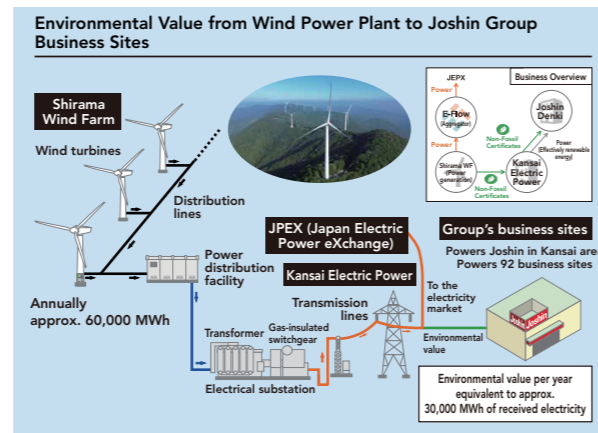 Environmental Value from Wind Power Plant to Joshin Group
Business Sites
Shirama
Wind Farm
Wind turbines
Distribution
lines
Annually
approx. 60,000 MWh
Power
distribution
facility
Transformer
Gas-insulated
switchgear
Electrical substation
JPEX (Japan Electric
Power eXchange)
Kansai Electric Power
Transmission
lines
To the
electricity
market
Environmental
value
Group's business sites
Powers Joshin in Kansai are
Powers 92 business sites
Joshin
Environmental value per year
equivalent to approx.
30,000 MWh of received electricity
Business Overview
JEPX
Power
E-Flow
(Aggregator)
Power
Shirama WF
(Power
generation)
Non-Fossil
Certificates
Kansai
Electric
Power
Non-Fossil
Certificates
Joshin
Denki
Power
(Effectively renewable
energy)